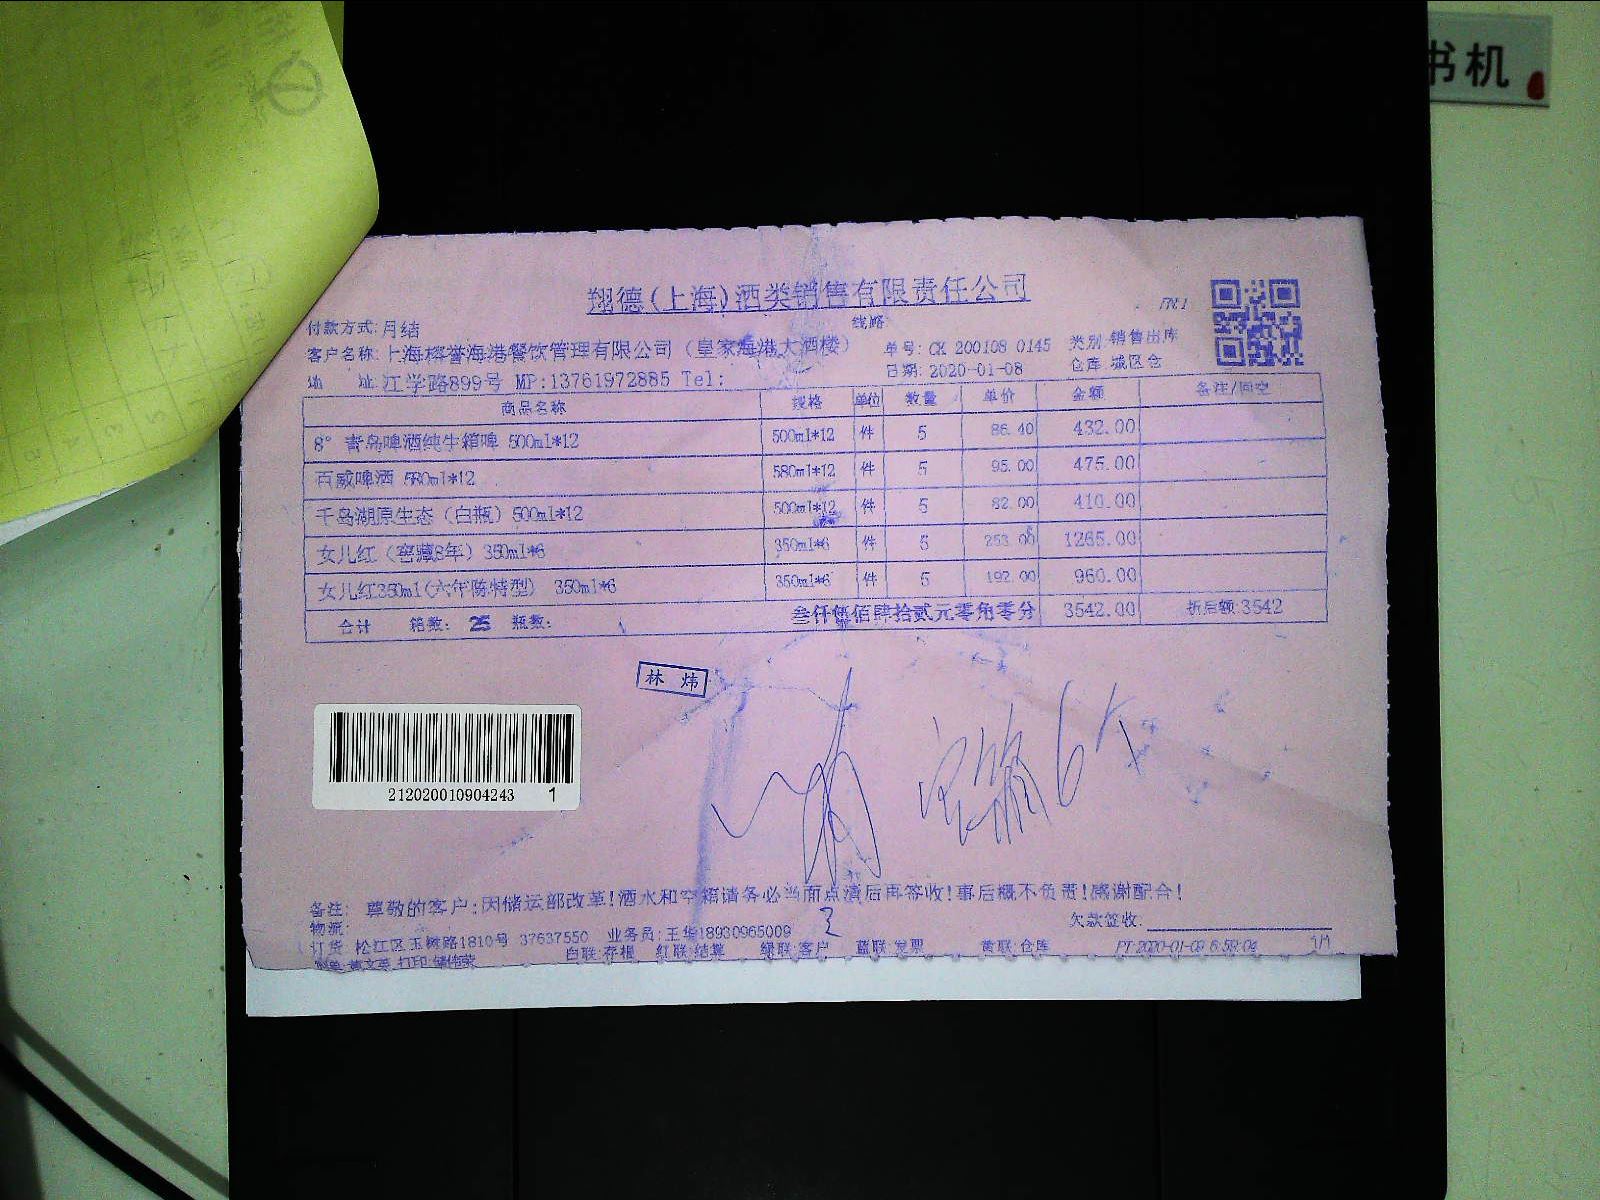 书机
翔德(上海)酒类销售有限责任公司
付款方式:月结 线路
客户名称:上海榕誉海港餐饮管理有限公司(皇家海港大酒楼) 单号: CK 200108 0145 类别:销售出库
地 址:江学路899号 MP:13761972885 Tel: 日期: 2020-01-08 仓库:城区仓
商品名称 规格 单位 数量 单价 金额 备注/回空
8° 青岛啤酒纯生箱啤 500ml*12 500ml*12 件 5 86.40 432.00
百威啤酒 580ml*12 580ml*12 件 5 95.00 475.00
千岛湖原生态(白瓶) 500ml*12 500ml*12 件 5 82.00 410.00
女儿红(窖藏8年) 350ml*6 350ml*6 件 5 253.00 1265.00
女儿红350ml(六年陈特型) 350ml*6 350ml*6 件 5 192.00 960.00
合计 箱数: 25 瓶数: 叁仟伍佰肆拾贰元零角零分 3542.00 折后额:3542
林 炜
212020010904243 1
备注: 尊敬的客户:因储运部改革!酒水和空箱请务必当面点清后再签收!事后概不负责!感谢配合!
物流: 欠款签收:
订货 松江区玉树路1810号 37637550 业务员:王华18930965009
白联:存根 红联:结算 绿联:客户 蓝联:发票 黄联:仓库 PT:2020-01-09 6:58:04